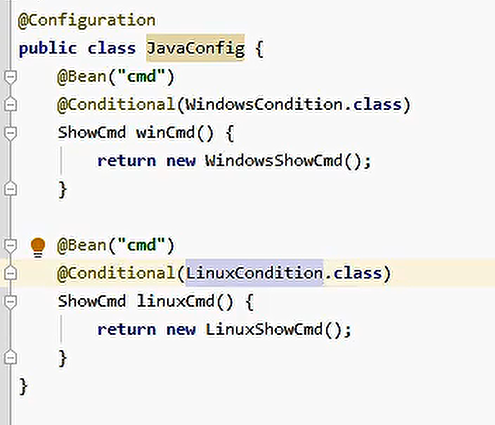 @Configuration
public class JavaConfig {
@Bean("cmd")
@Conditional(WindowsCondition.class)
ShowCmd winCmd() {
return new WindowsShowCmd();
}
@Bean("cmd")
@Conditional(LinuxCondition.class)
ShowCmd linuxCmd() {
return new LinuxShowCmd();
}
}